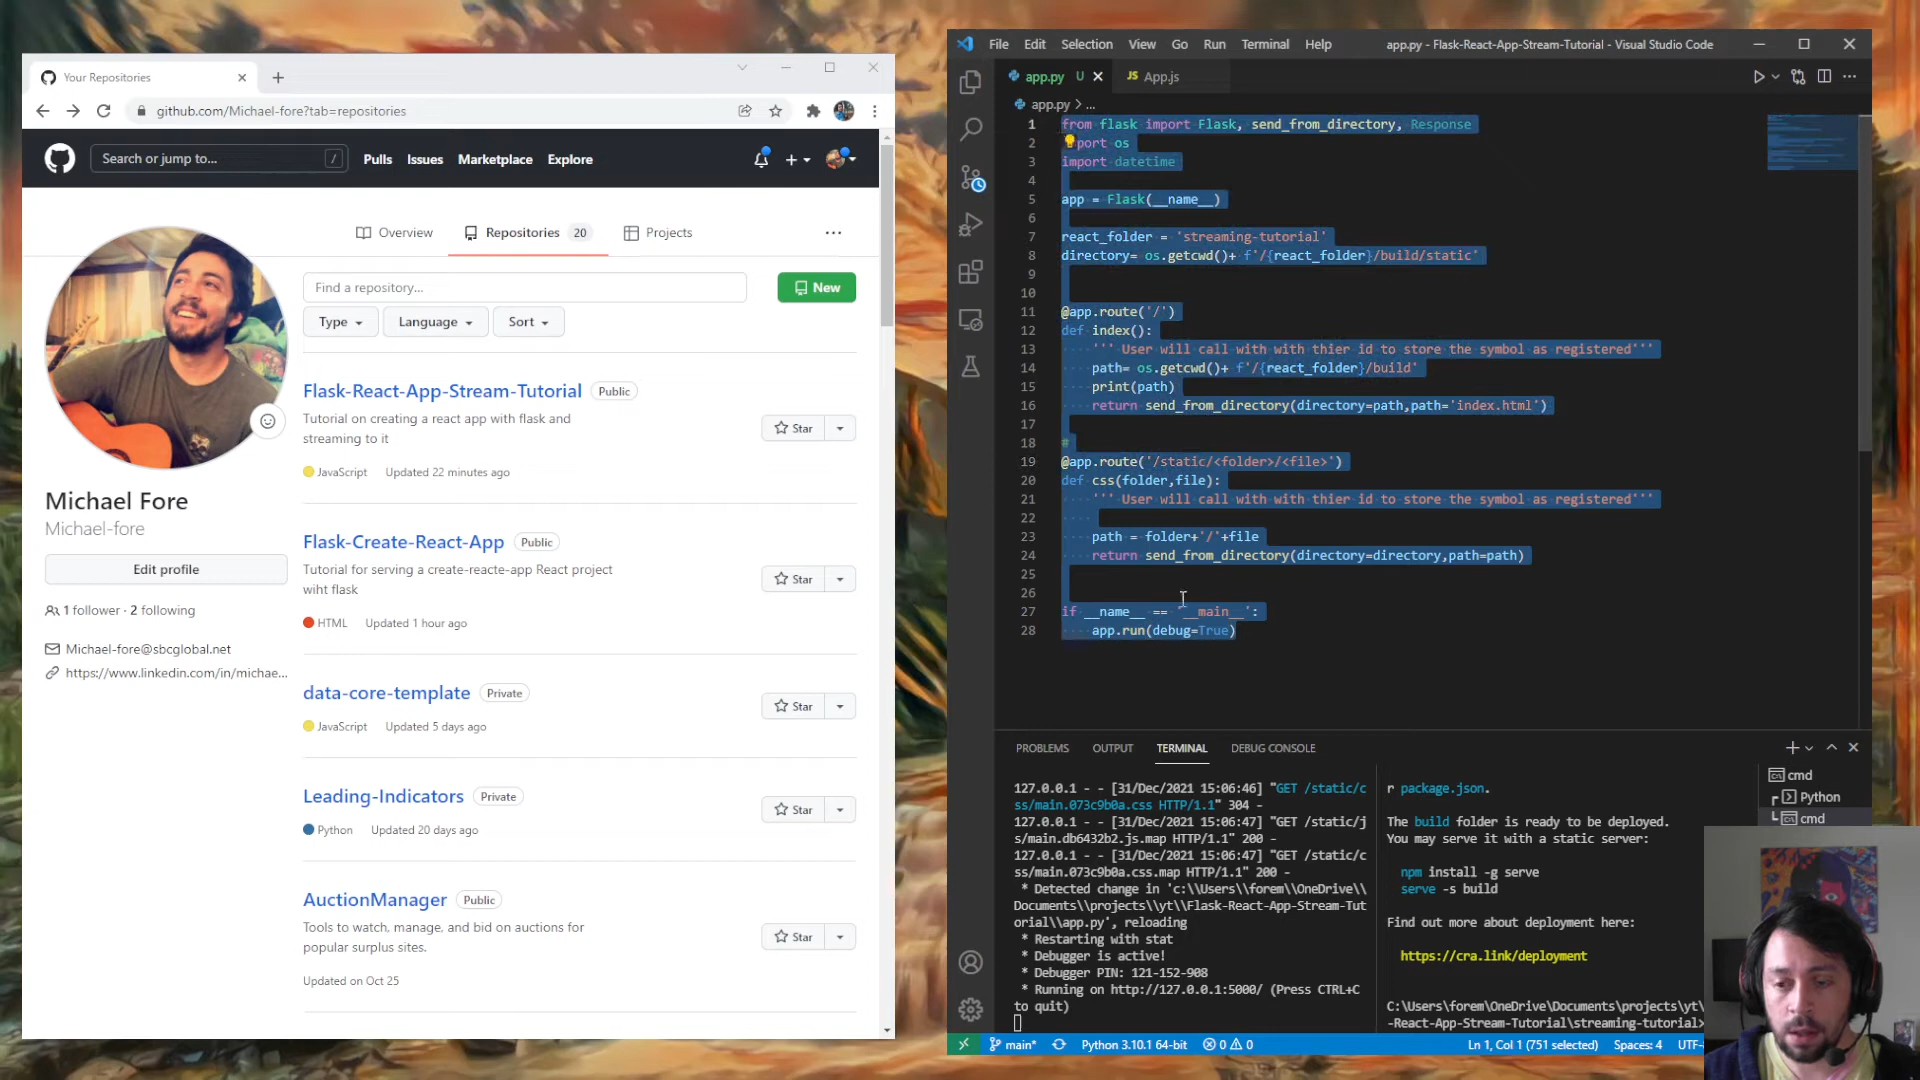 Your Repositories
github.com/Michael-fore?tab=repositories
Search or jump to...
/
Pulls
Issues
Marketplace
Explore
Overview
Repositories 20
Projects
Find a repository...
New
Type
Language
Sort
Flask-React-App-Stream-Tutorial Public
Tutorial on creating a react app with flask and
streaming to it
Star
JavaScript Updated 22 minutes ago
Michael Fore
Michael-fore
Edit profile
1 follower · 2 following
Michael-fore@sbcglobal.net
https://www.linkedin.com/in/michae...
Flask-Create-React-App Public
Tutorial for serving a create-reacte-app React project
wiht flask
Star
HTML Updated 1 hour ago
data-core-template Private
Star
JavaScript Updated 5 days ago
Leading-Indicators Private
Star
Python Updated 20 days ago
AuctionManager Public
Tools to watch, manage, and bid on auctions for
popular surplus sites.
Star
Updated on Oct 25
File Edit Selection View Go Run Terminal Help
app.py - Flask-React-App-Stream-Tutorial - Visual Studio Code
app.py U
JS App.js
app.py > ...
1 from flask import Flask, send_from_directory, Response
2 port os
3 import datetime
4
5 app = Flask(__name__)
6
7 react_folder = 'streaming-tutorial'
8 directory= os.getcwd()+ f'/{react_folder}/build/static'
9
10
11 @app.route('/')
12 def index():
13 ''' User will call with with thier id to store the symbol as registered'''
14 path= os.getcwd()+ f'/{react_folder}/build'
15 print(path)
16 return send_from_directory(directory=path,path='index.html')
17
18 #
19 @app.route('/static/<folder>/<file>')
20 def css(folder,file):
21 ''' User will call with with thier id to store the symbol as registered'''
22
23 path = folder+'/'+file
24 return send_from_directory(directory=directory,path=path)
25
26
27 if __name__ == '__main__':
28 app.run(debug=True)
PROBLEMS OUTPUT TERMINAL DEBUG CONSOLE
127.0.0.1 - - [31/Dec/2021 15:06:46] "GET /static/c
ss/main.073c9b0a.css HTTP/1.1" 304 -
127.0.0.1 - - [31/Dec/2021 15:06:47] "GET /static/j
s/main.db6432b2.js.map HTTP/1.1" 200 -
127.0.0.1 - - [31/Dec/2021 15:06:47] "GET /static/c
ss/main.073c9b0a.css.map HTTP/1.1" 200 -
* Detected change in 'c:\\Users\\forem\\OneDrive\\
Documents\\projects\\yt\\Flask-React-App-Stream-Tut
orial\\app.py', reloading
* Restarting with stat
* Debugger is active!
* Debugger PIN: 121-152-908
* Running on http://127.0.0.1:5000/ (Press CTRL+C
to quit)
r package.json.
The build folder is ready to be deployed.
You may serve it with a static server:
npm install -g serve
serve -s build
Find out more about deployment here:
https://cra.link/deployment
C:\Users\forem\OneDrive\Documents\projects\yt\
-React-App-Stream-Tutorial\streaming-tutorial>
cmd
Python
cmd
main*
Python 3.10.1 64-bit
0 0
Ln 1, Col 1 (751 selected)
Spaces: 4
UTF-